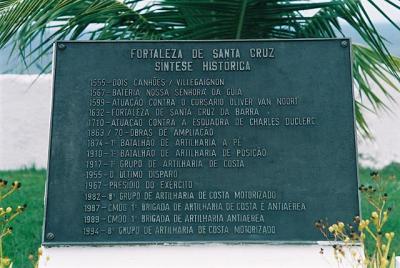 FORTALEZA DE SANTA CRUZ
SÍNTESE HISTÓRICA
1555-DOIS CANHÕES / VILLEGAIGNON
1567-BATERIA NOSSA SENHORA DA GUIA
1599-ATUAÇÃO CONTRA O CORSÁRIO OLIVER VAN NOORT
1632-FORTALEZA DE SANTA CRUZ DA BARRA
1710-ATUAÇÃO CONTRA A ESQUADRA DE CHARLES DUCLERC
1863/70-OBRAS DE AMPLIAÇÃO
1874-1º BATALHÃO DE ARTILHARIA A PÉ
1910-1º BATALHÃO DE ARTILHARIA DE POSIÇÃO
1917-1º GRUPO DE ARTILHARIA DE COSTA
1955-O ÚLTIMO DISPARO
1967-PRESÍDIO DO EXÉRCITO
1982-8º GRUPO DE ARTILHARIA DE COSTA MOTORIZADO
1987-CMDO 1ª BRIGADA DE ARTILHARIA DE COSTA E ANTIAÉREA
1989-CMDO 1ª BRIGADA DE ARTILHARIA ANTIAÉREA
1994-8º GRUPO DE ARTILHARIA DE COSTA MOTORIZADO